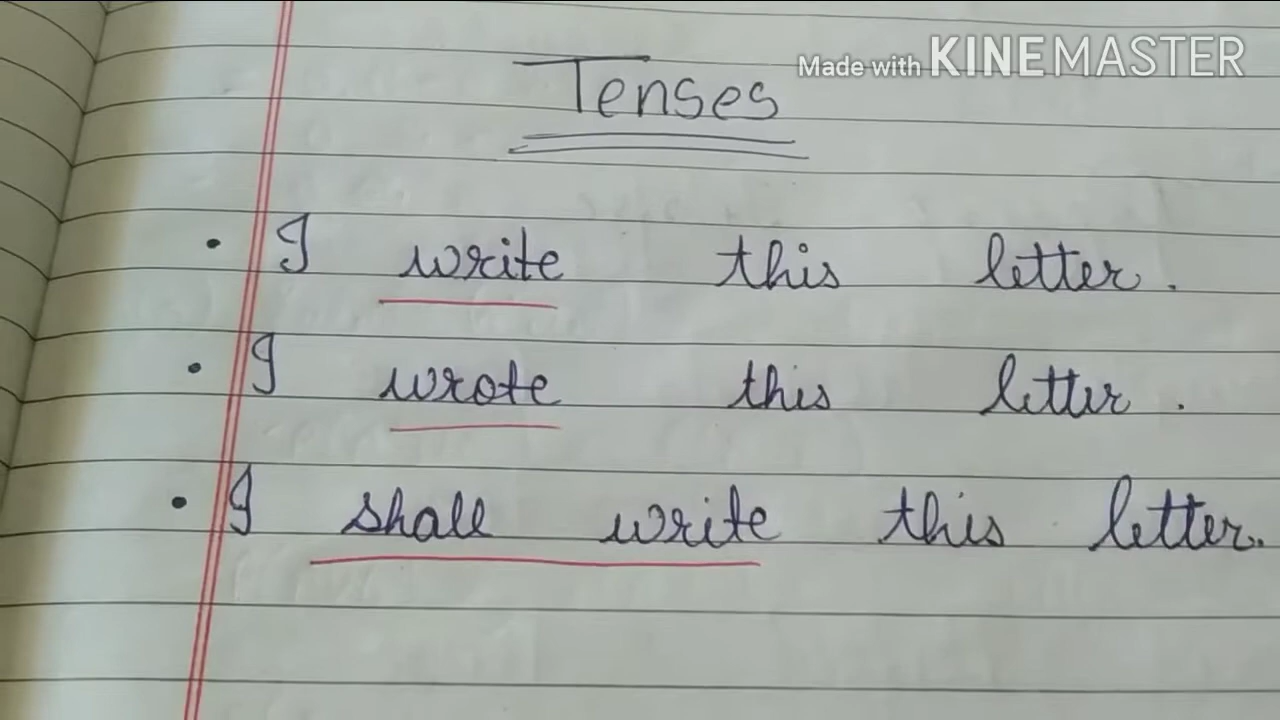 Made with KINEMASTER
Tenses
• I write this letter.
• I wrote this letter.
• I shall write this letter.